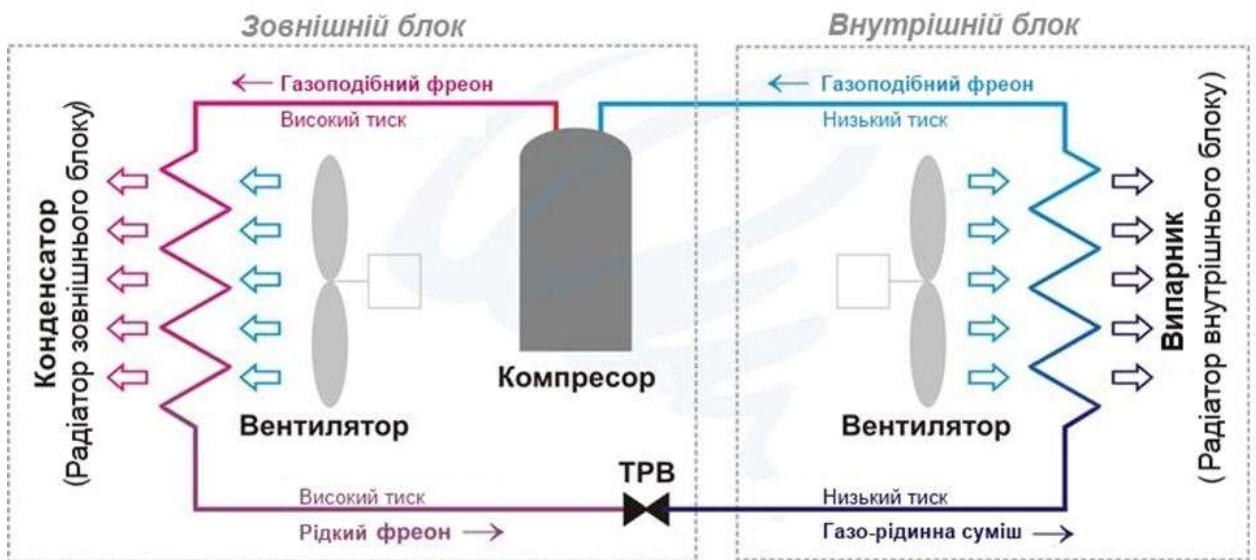 Зовнішній блок
Внутрішній блок
← Газоподібний фреон
Високий тиск
← Газоподібний фреон
Низький тиск
Конденсатор
(Радіатор зовнішнього блоку)
Вентилятор
Компресор
Вентилятор
Випарник
(Радіатор внутрішнього блоку)
ТРВ
Високий тиск
Рідкий фреон →
Низький тиск
Газо-рідинна суміш →